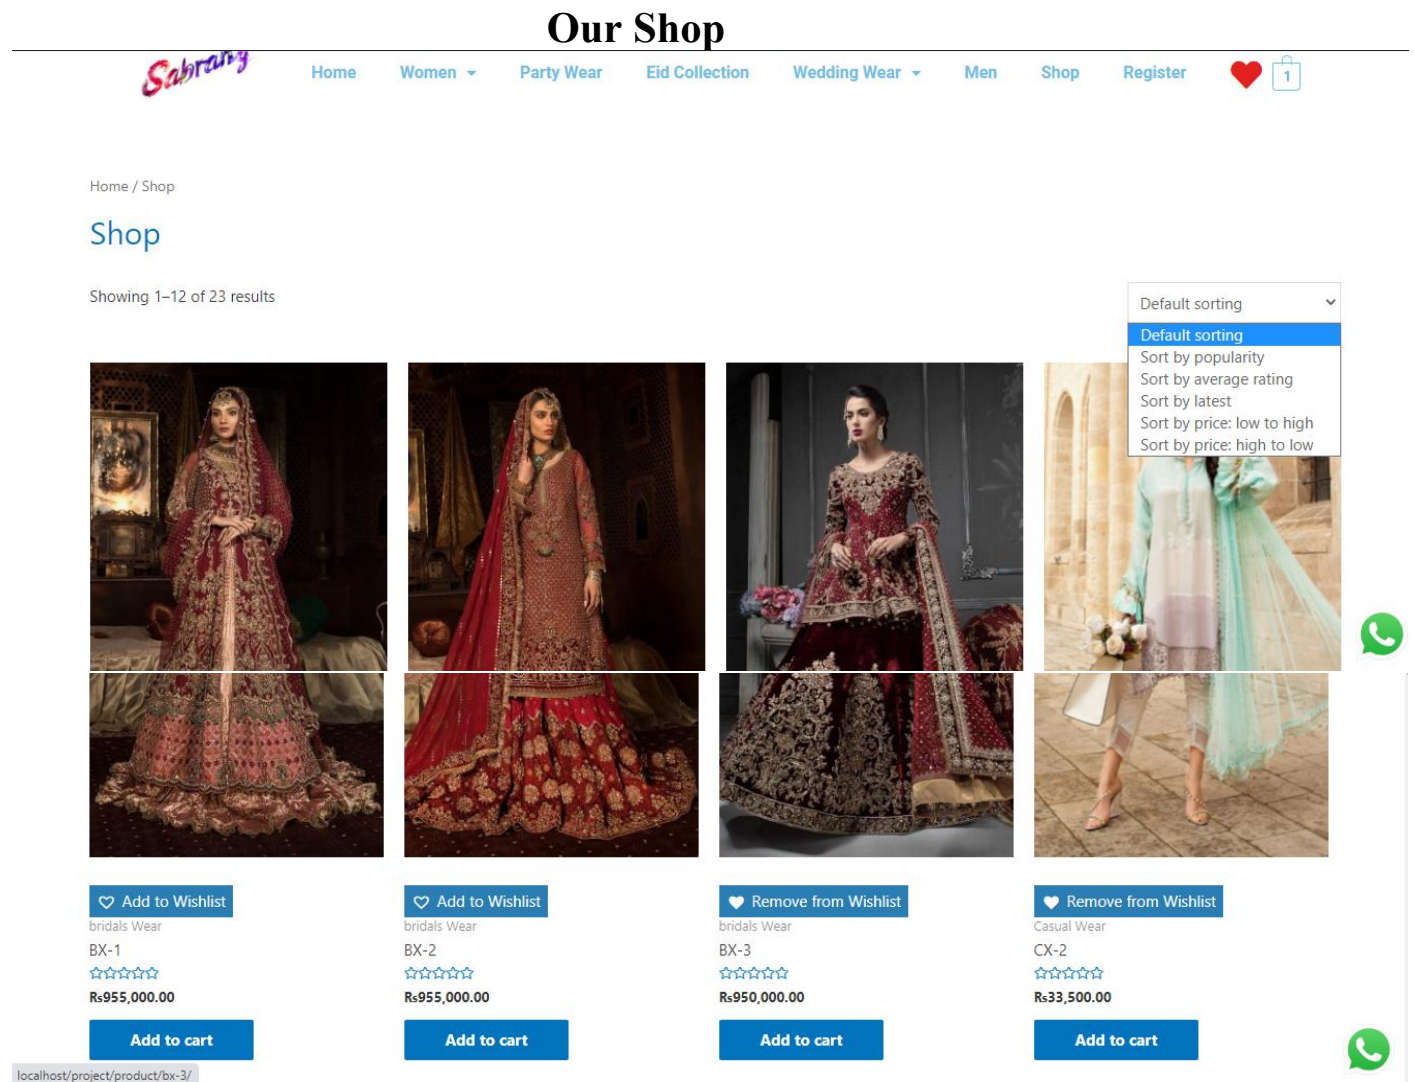 Our Shop
Sabrang
Home Women Party Wear Eid Collection Wedding Wear Men Shop Register 1
Home / Shop
Shop
Showing 1–12 of 23 results
Default sorting
Default sorting
Sort by popularity
Sort by average rating
Sort by latest
Sort by price: low to high
Sort by price: high to low
Add to Wishlist Add to Wishlist Remove from Wishlist Remove from Wishlist
bridals Wear bridals Wear bridals Wear Casual Wear
BX-1 BX-2 BX-3 CX-2
Rs955,000.00 Rs955,000.00 Rs950,000.00 Rs33,500.00
Add to cart Add to cart Add to cart Add to cart
localhost/project/product/bx-3/